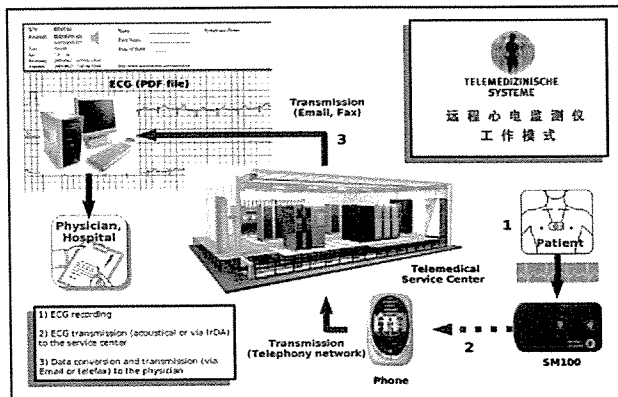 ECG (PDF file)
Transmission
(Email, Fax)
3
TELEMEDIZINISCHE
SYSTEME
远程心电监测仪
工作模式
Physician,
Hospital
1
Patient
Telemedical
Service Center
1) ECG recording
2) ECG transmission (acoustical or via IrDA)
to the service center
3) Data conversion and transmission (via
Email or telefax) to the physician
Transmission
(Telephony network)
2
Phone
SM100